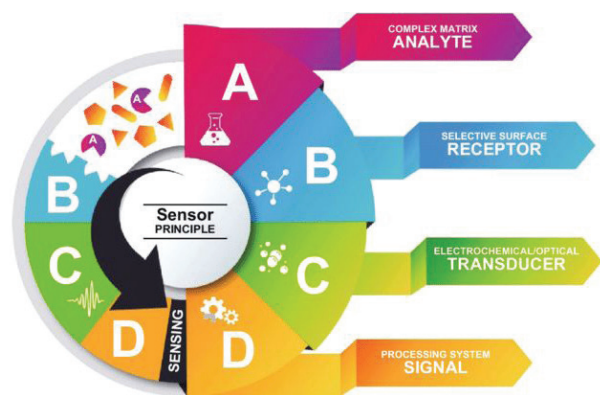 COMPLEX MATRIX
ANALYTE
A
A
A
SELECTIVE SURFACE
RECEPTOR
B
B
Sensor
PRINCIPLE
ELECTROCHEMICAL/OPTICAL
TRANSDUCER
C
C
D
SENSING
D
PROCESSING SYSTEM
SIGNAL